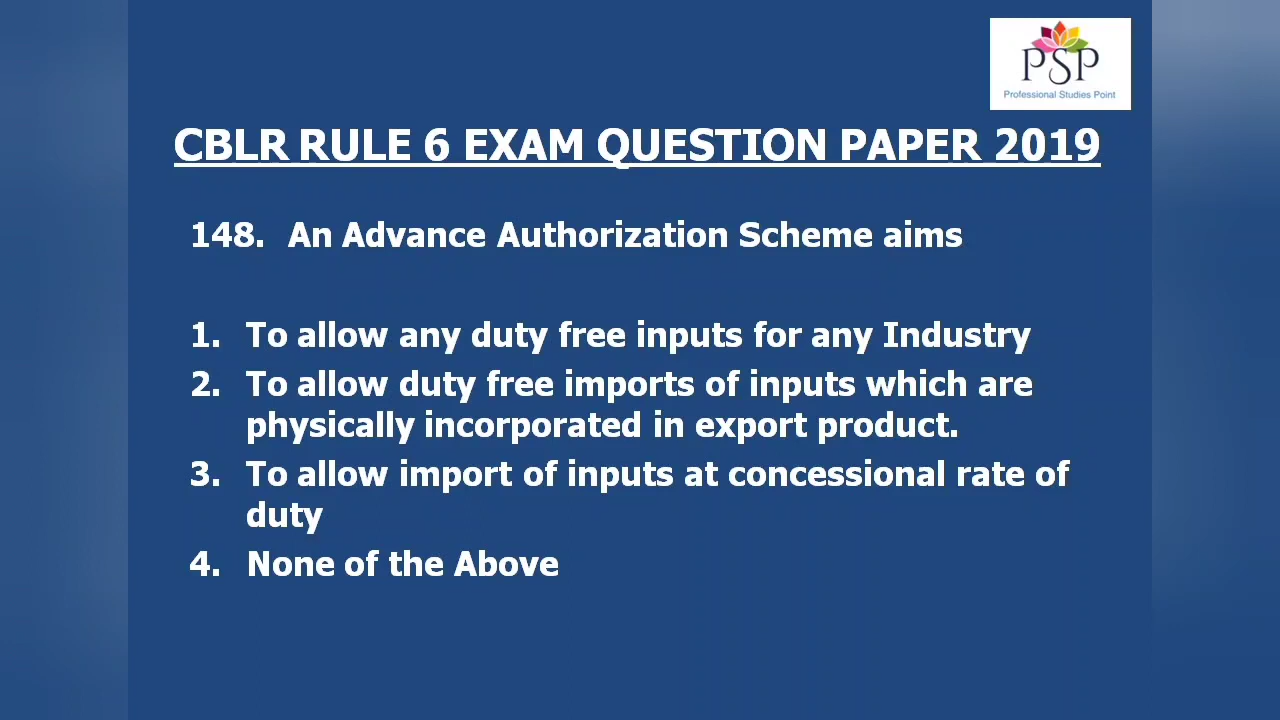 PSP
Professional Studies Point
CBLR RULE 6 EXAM QUESTION PAPER 2019
148. An Advance Authorization Scheme aims
1. To allow any duty free inputs for any Industry
2. To allow duty free imports of inputs which are
physically incorporated in export product.
3. To allow import of inputs at concessional rate of
duty
4. None of the Above